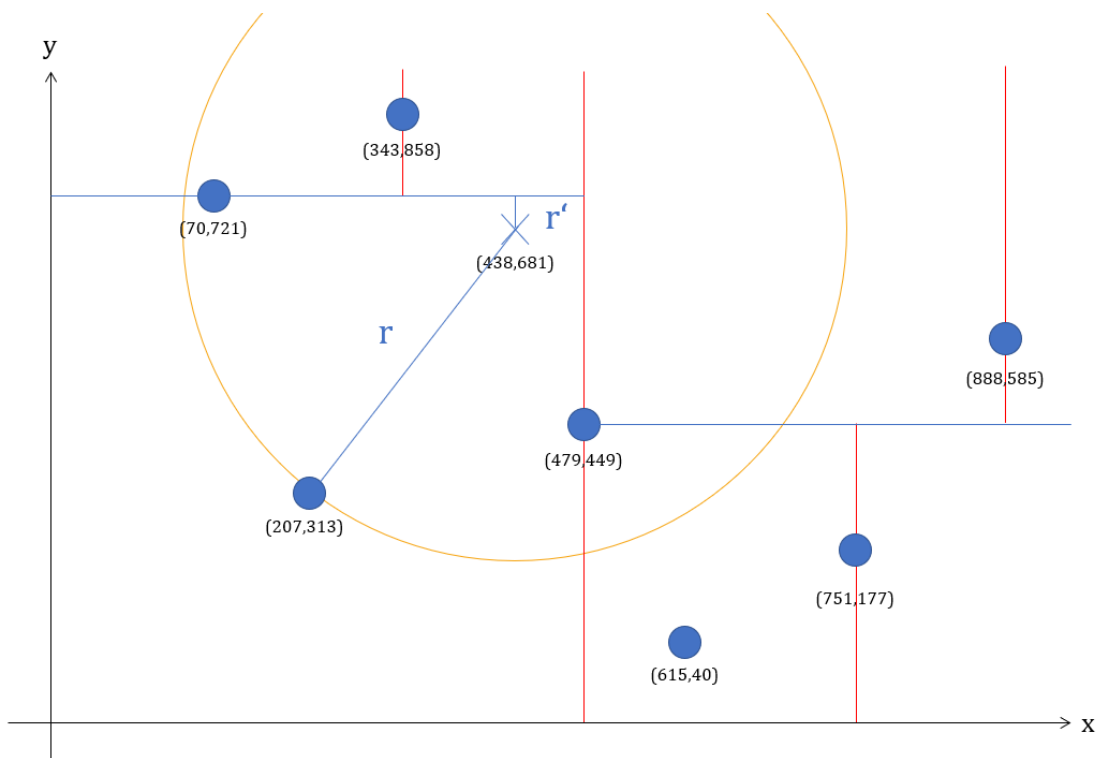 y
(343,858)
(70,721)
r‘
(438,681)
r
(888,585)
(479,449)
(207,313)
(751,177)
(615,40)
x